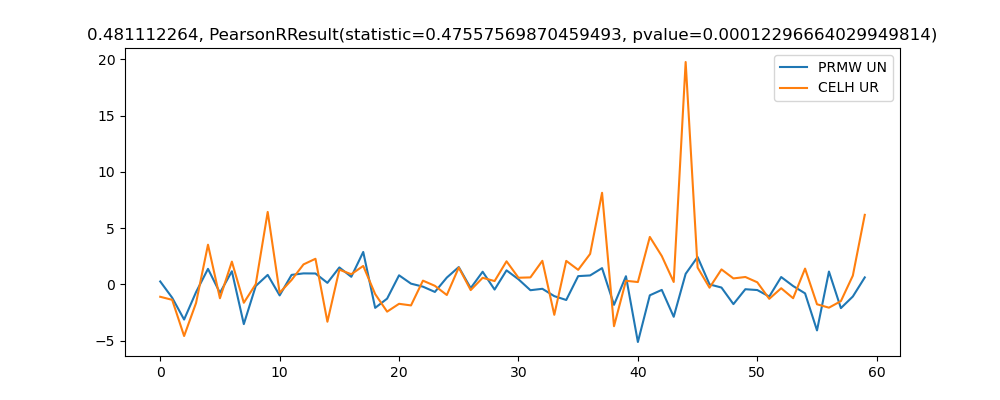 0.481112264, PearsonRResult(statistic=0.47557569870459493, pvalue=0.00012296664029949814)
20
15
10
5
0
−5
PRMW UN
CELH UR
0 10 20 30 40 50 60